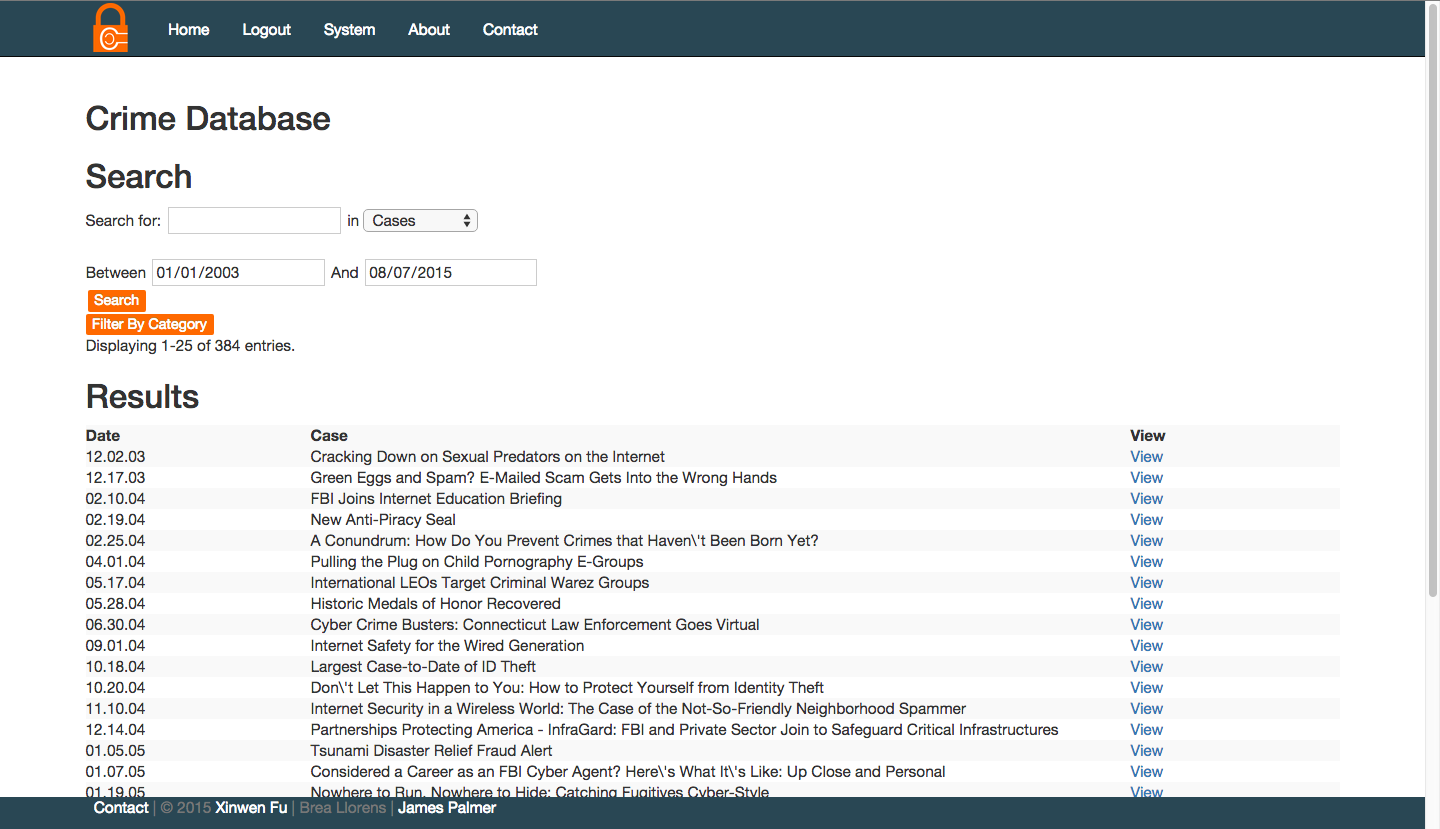 Home Logout System About Contact
Crime Database
Search
Search for: in Cases
Between 01/01/2003 And 08/07/2015
Search
Filter By Category
Displaying 1-25 of 384 entries.
Results
Date Case View
12.02.03 Cracking Down on Sexual Predators on the Internet View
12.17.03 Green Eggs and Spam? E-Mailed Scam Gets Into the Wrong Hands View
02.10.04 FBI Joins Internet Education Briefing View
02.19.04 New Anti-Piracy Seal View
02.25.04 A Conundrum: How Do You Prevent Crimes that Haven\'t Been Born Yet? View
04.01.04 Pulling the Plug on Child Pornography E-Groups View
05.17.04 International LEOs Target Criminal Warez Groups View
05.28.04 Historic Medals of Honor Recovered View
06.30.04 Cyber Crime Busters: Connecticut Law Enforcement Goes Virtual View
09.01.04 Internet Safety for the Wired Generation View
10.18.04 Largest Case-to-Date of ID Theft View
10.20.04 Don\'t Let This Happen to You: How to Protect Yourself from Identity Theft View
11.10.04 Internet Security in a Wireless World: The Case of the Not-So-Friendly Neighborhood Spammer View
12.14.04 Partnerships Protecting America - InfraGard: FBI and Private Sector Join to Safeguard Critical Infrastructures View
01.05.05 Tsunami Disaster Relief Fraud Alert View
01.07.05 Considered a Career as an FBI Cyber Agent? Here\'s What It\'s Like: Up Close and Personal View
01.19.05 Nowhere to Run, Nowhere to Hide: Catching Fugitives Cyber-Style View
Contact | © 2015 Xinwen Fu | Brea Llorens | James Palmer